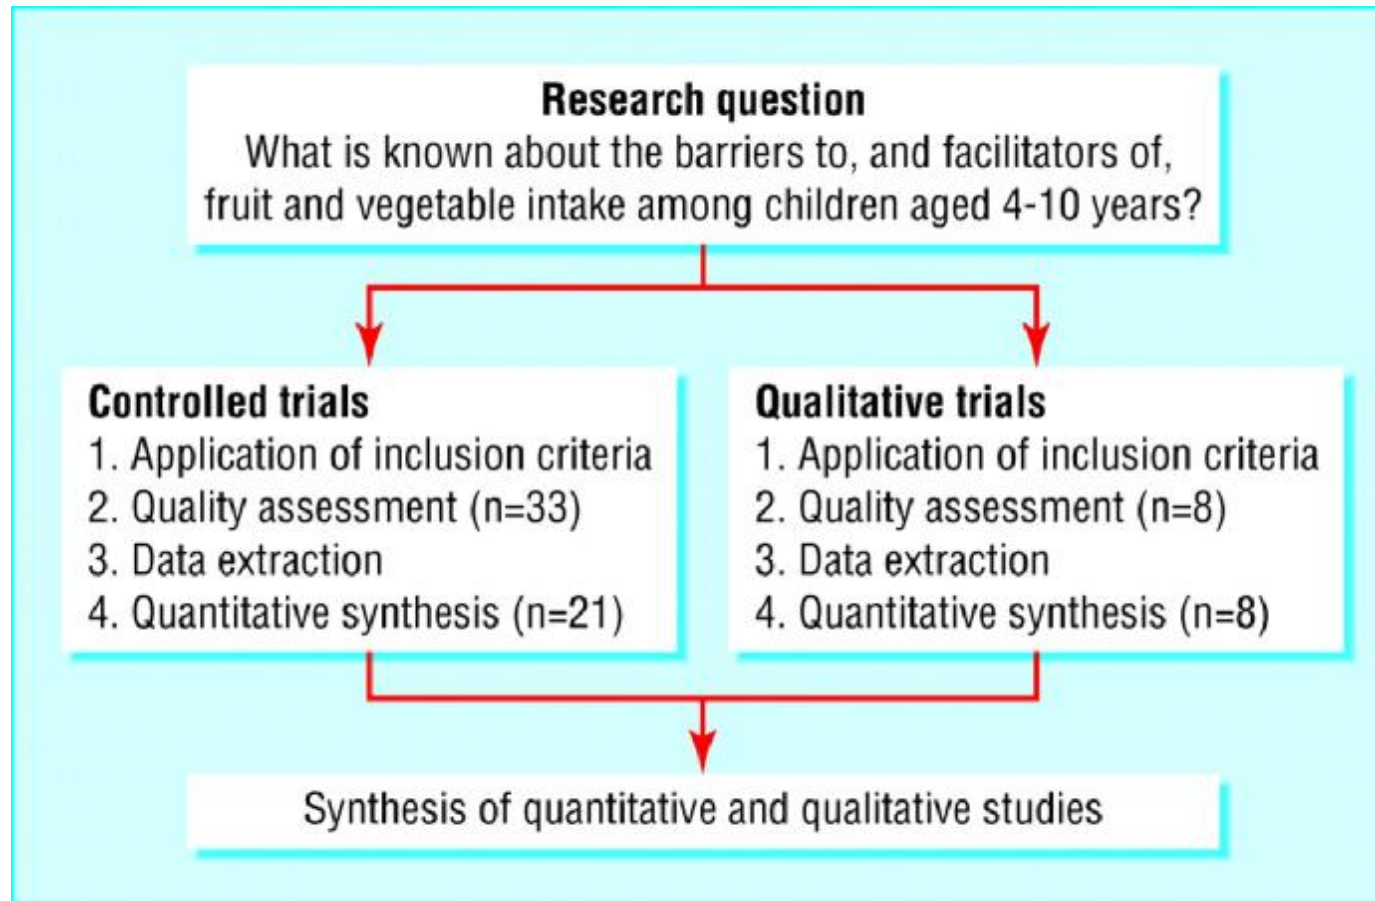 Research question
What is known about the barriers to, and facilitators of,
fruit and vegetable intake among children aged 4-10 years?
Controlled trials
1. Application of inclusion criteria
2. Quality assessment (n=33)
3. Data extraction
4. Quantitative synthesis (n=21)
Qualitative trials
1. Application of inclusion criteria
2. Quality assessment (n=8)
3. Data extraction
4. Quantitative synthesis (n=8)
Synthesis of quantitative and qualitative studies